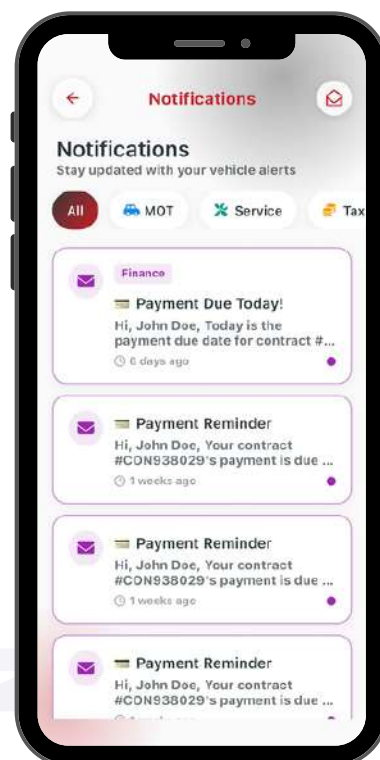 Notifications
Notifications
Stay updated with your vehicle alerts
All
MOT
Service
Tax
Finance
Payment Due Today!
Hi, John Doe, Today is the
payment due date for contract #...
6 days ago
Payment Reminder
Hi, John Doe, Your contract
#CON938029's payment is due ...
1 weeks ago
Payment Reminder
Hi, John Doe, Your contract
#CON938029's payment is due ...
1 weeks ago
Payment Reminder
Hi, John Doe, Your contract
#CON938029's payment is due ...